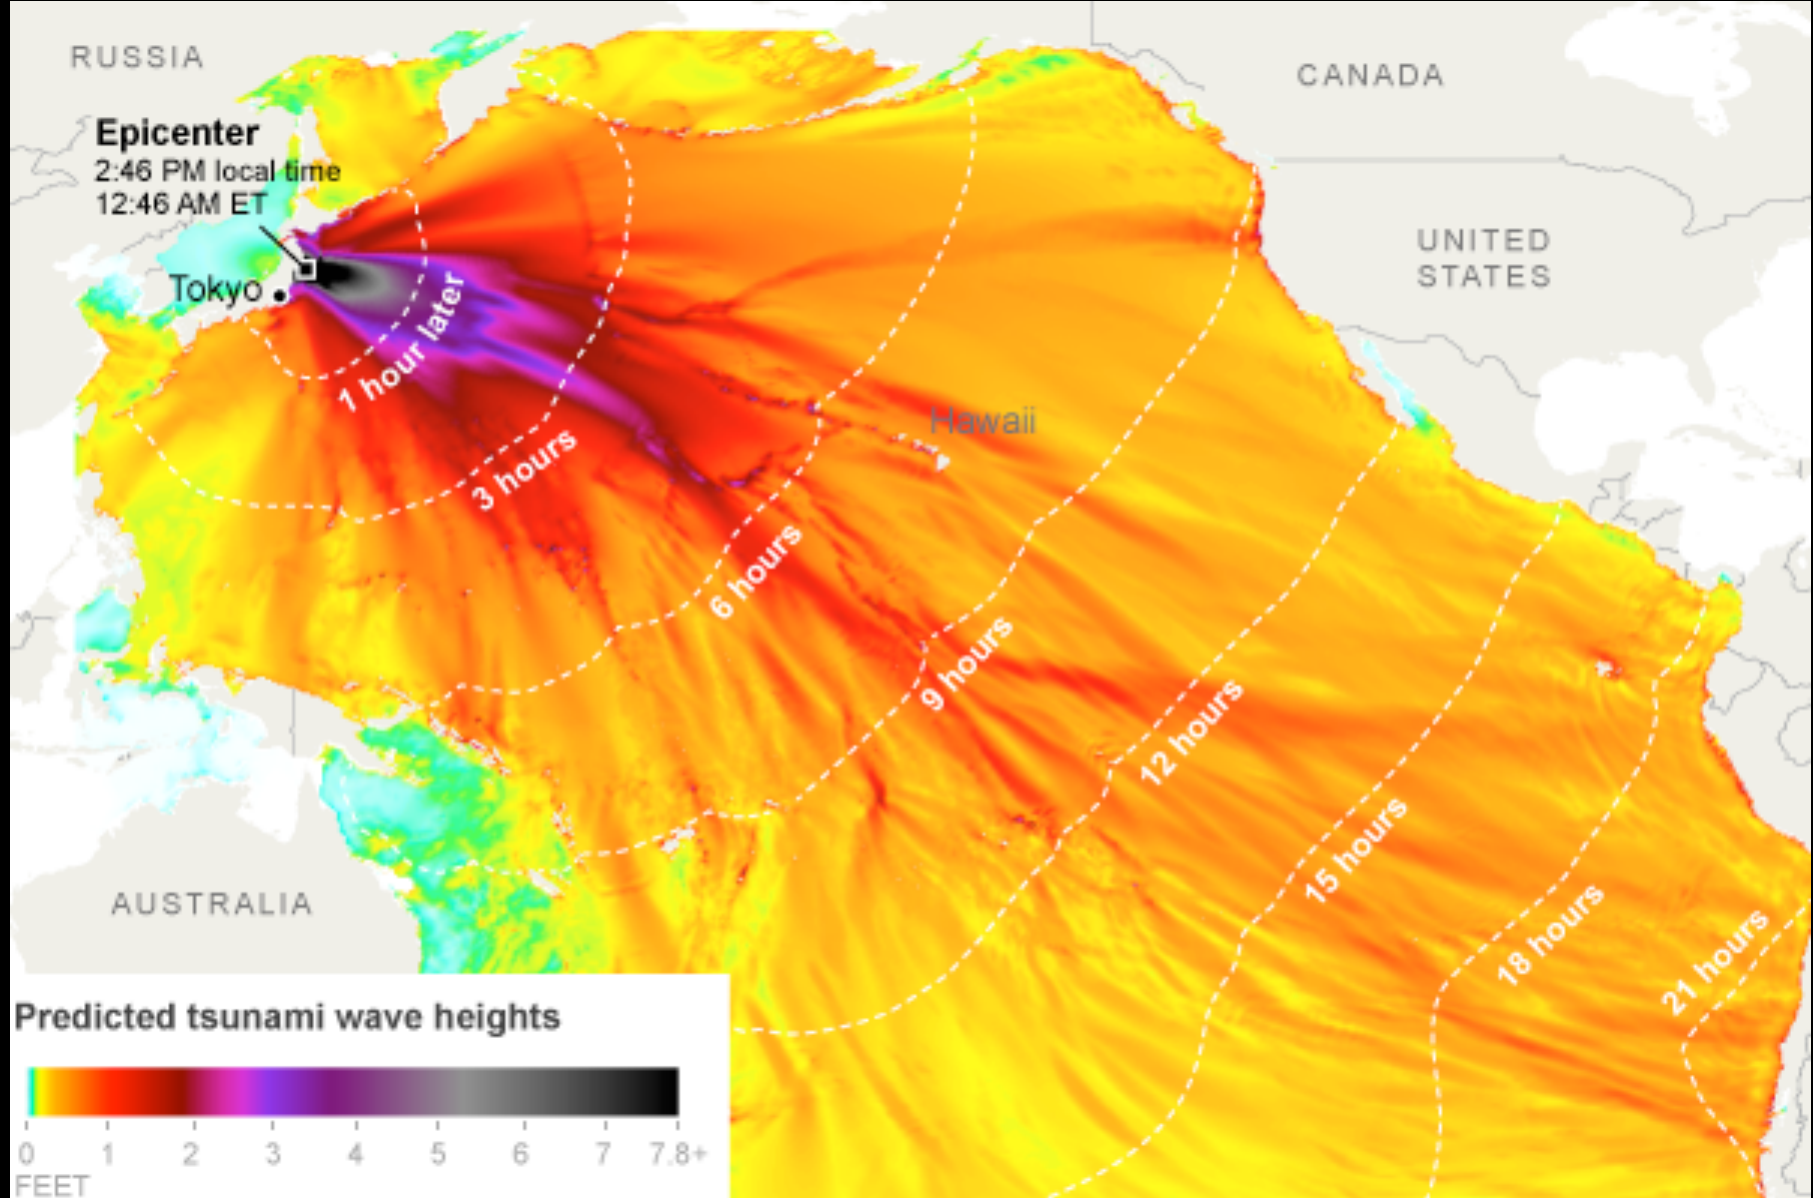 RUSSIA
CANADA
Epicenter
2:46 PM local time
12:46 AM ET
UNITED
STATES
Tokyo
1 hour later
Hawaii
3 hours
6 hours
9 hours
12 hours
15 hours
AUSTRALIA
18 hours
21 hours
Predicted tsunami wave heights
0 1 2 3 4 5 6 7 7.8+
FEET